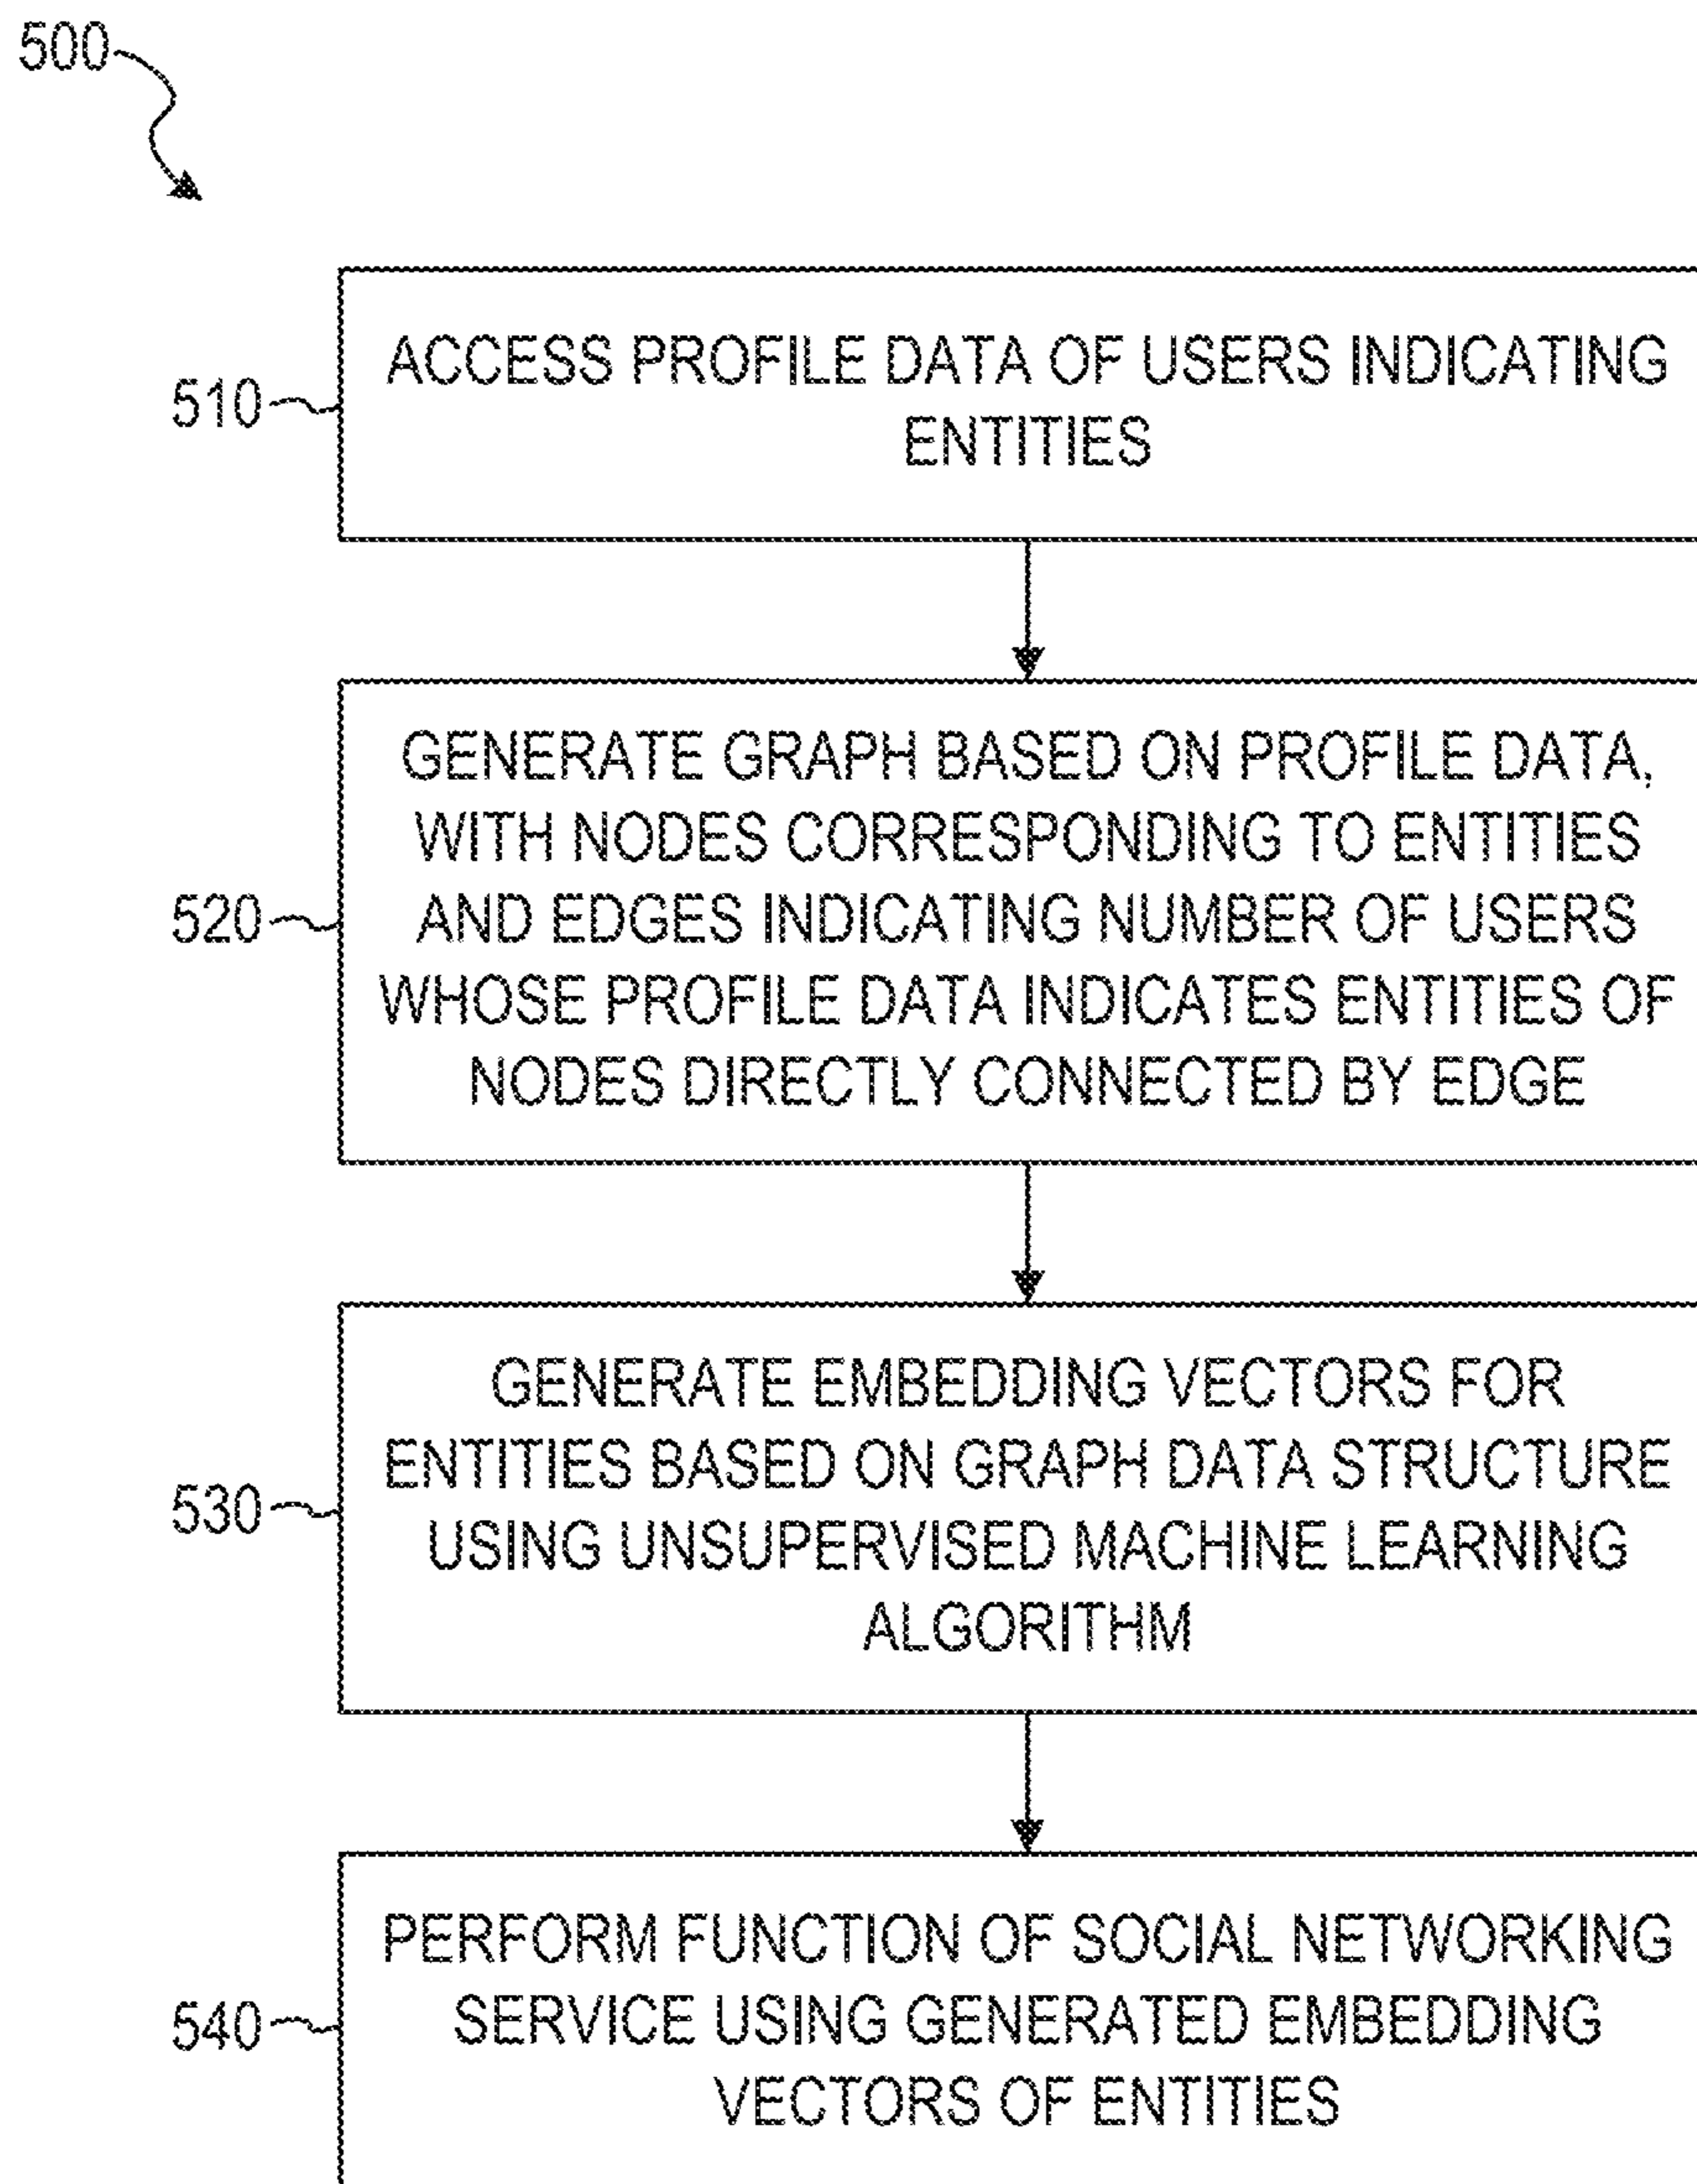 500
510
ACCESS PROFILE DATA OF USERS INDICATING
ENTITIES
520
GENERATE GRAPH BASED ON PROFILE DATA,
WITH NODES CORRESPONDING TO ENTITIES
AND EDGES INDICATING NUMBER OF USERS
WHOSE PROFILE DATA INDICATES ENTITIES OF
NODES DIRECTLY CONNECTED BY EDGE
530
GENERATE EMBEDDING VECTORS FOR
ENTITIES BASED ON GRAPH DATA STRUCTURE
USING UNSUPERVISED MACHINE LEARNING
ALGORITHM
540
PERFORM FUNCTION OF SOCIAL NETWORKING
SERVICE USING GENERATED EMBEDDING
VECTORS OF ENTITIES